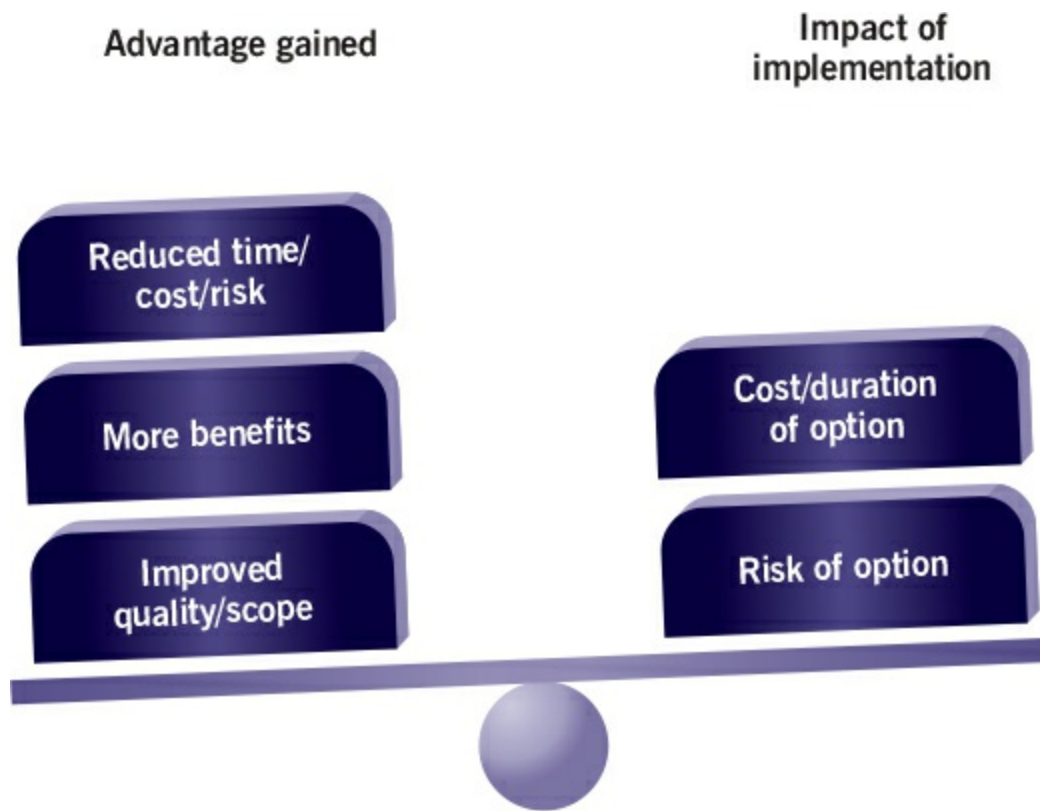 Advantage gained
Impact of
implementation
Reduced time/
cost/risk
More benefits
Improved
quality/scope
Cost/duration
of option
Risk of option